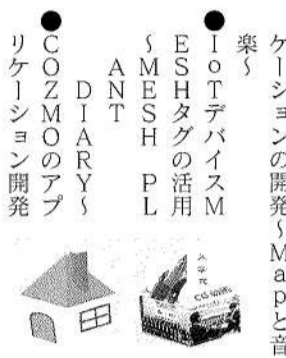 ケーションの開発～Mapと音
楽～
●IoTデバイスM
ESHタグの活用
～MESH PL
ANT
DIARY～
●COZMOのアプ
リケーション開発